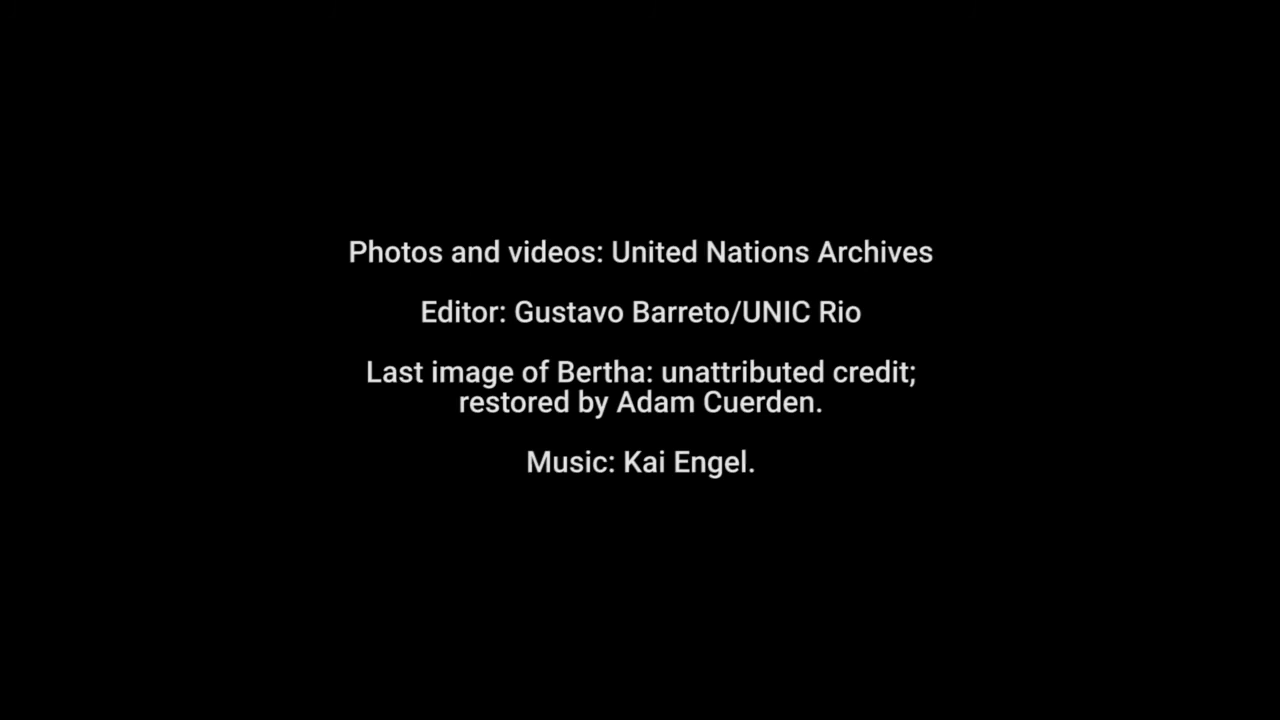 Photos and videos: United Nations Archives
Editor: Gustavo Barreto/UNIC Rio
Last image of Bertha: unattributed credit;
restored by Adam Cuerden.
Music: Kai Engel.